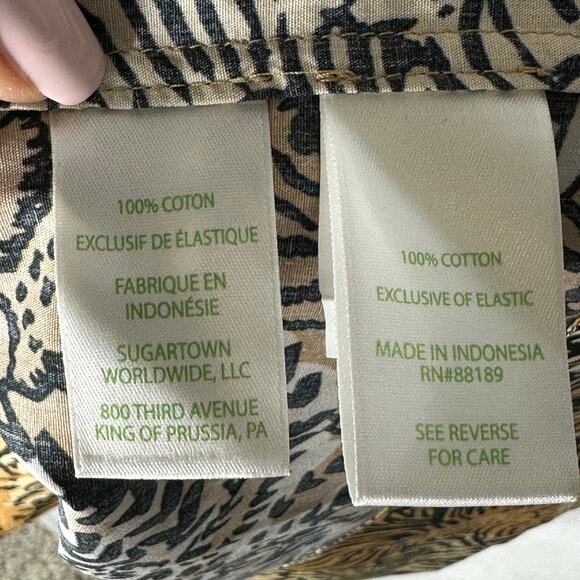 100% COTON
EXCLUSIF DE ÉLASTIQUE
FABRIQUE EN
INDONÉSIE
SUGARTOWN
WORLDWIDE, LLC
800 THIRD AVENUE
KING OF PRUSSIA, PA
100% COTTON
EXCLUSIVE OF ELASTIC
MADE IN INDONESIA
RN#88189
SEE REVERSE
FOR CARE